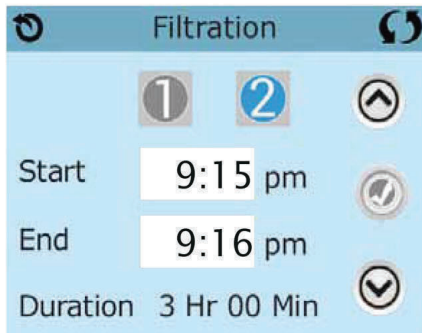 Filtration
1 2
Start 9:15 pm
End 9:16 pm
Duration 3 Hr 00 Min